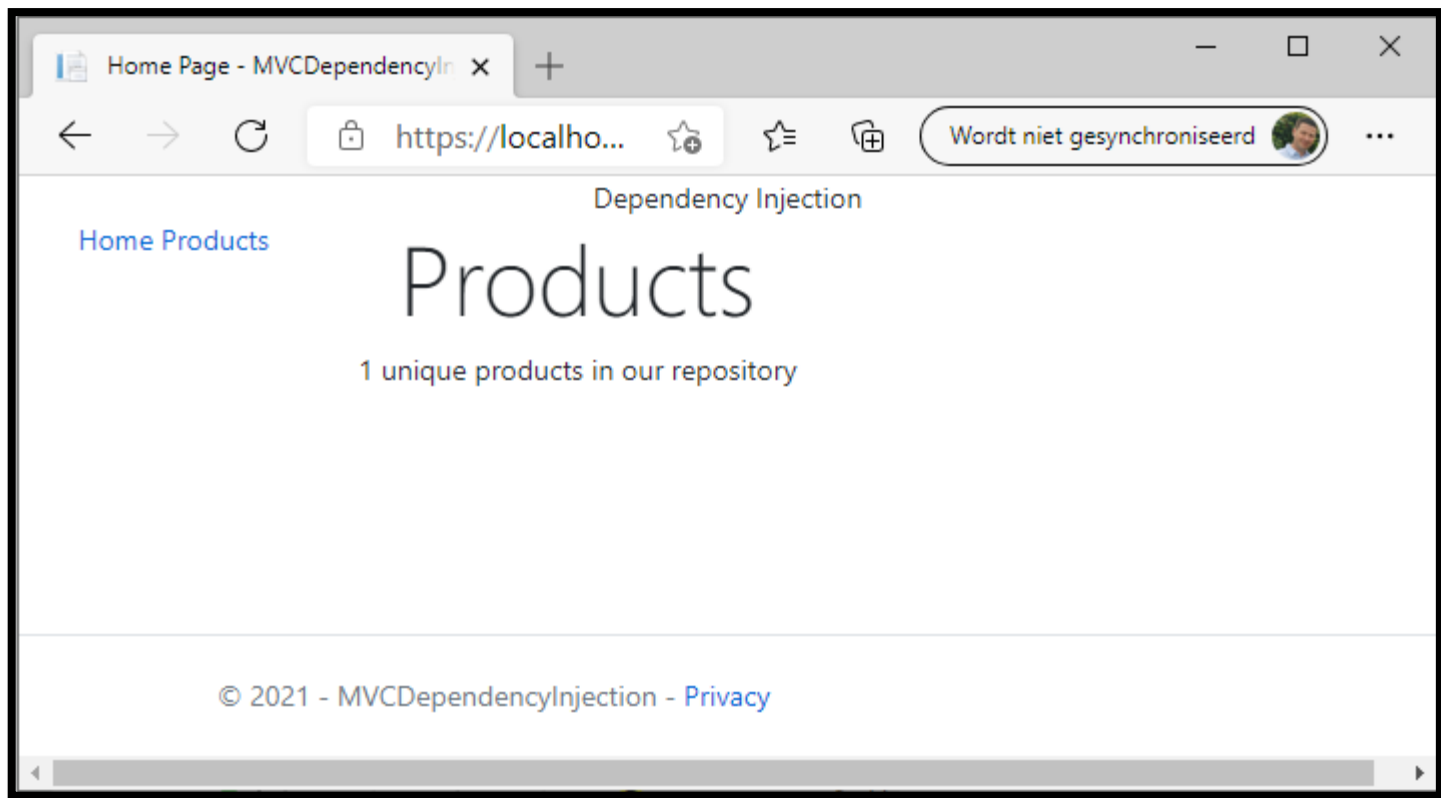 Home Page - MVCDependencyIn
https://localho...
Wordt niet gesynchroniseerd
Dependency Injection
Home Products
Products
1 unique products in our repository
© 2021 - MVCDependencyInjection - Privacy